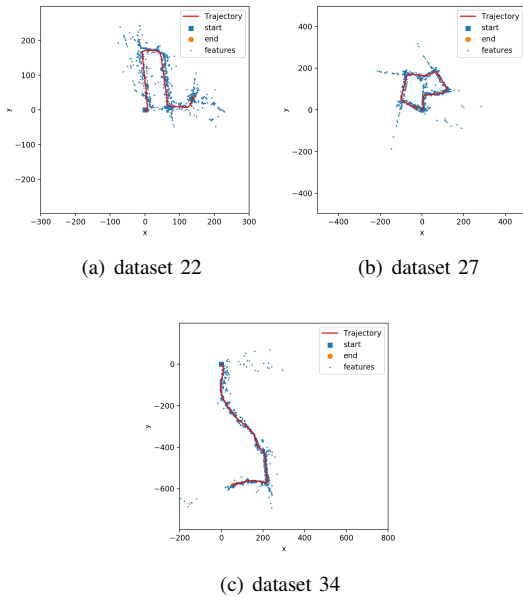 Trajectory
start
end
features
200
100
0
−100
−200
y
−300 −200 −100 0 100 200 300
x
(a) dataset 22
Trajectory
start
end
features
400
200
0
−200
−400
y
−400 −200 0 200 400
x
(b) dataset 27
Trajectory
start
end
features
0
−200
−400
−600
y
−200 0 200 400 600 800
x
(c) dataset 34